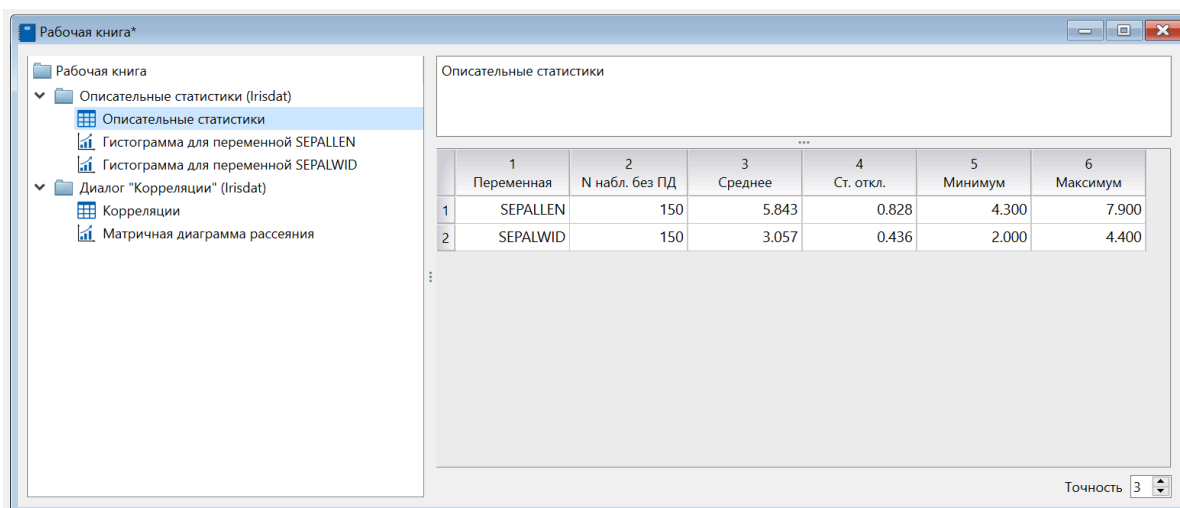 Рабочая книга*
Рабочая книга
Описательные статистики (Irisdat)
Описательные статистики
Гистограмма для переменной SEPALLEN
Гистограмма для переменной SEPALWID
Диалог "Корреляции" (Irisdat)
Корреляции
Матричная диаграмма рассеяния
Описательные статистики
1 2 3 4 5 6
Переменная N набл. без ПД Среднее Ст. откл. Минимум Максимум
1 SEPALLEN 150 5.843 0.828 4.300 7.900
2 SEPALWID 150 3.057 0.436 2.000 4.400
Точность 3